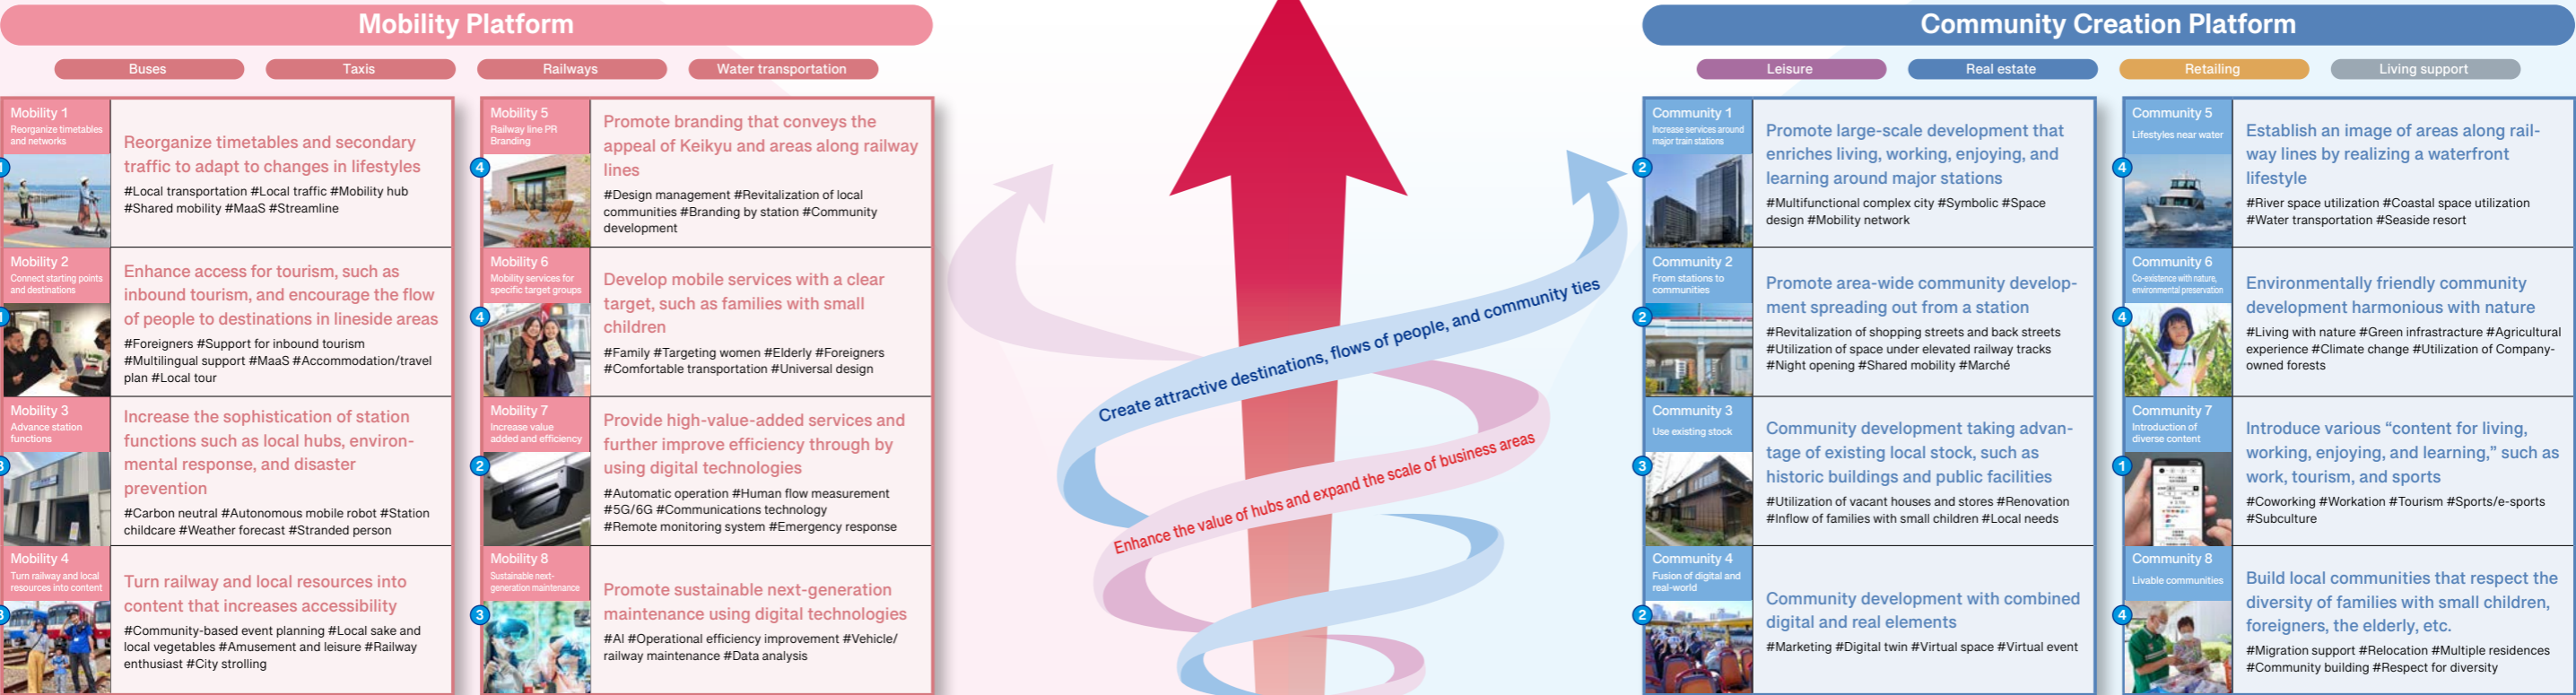 Mobility Platform
Buses
Taxis
Railways
Water transportation
Mobility 1
Reorganize timetables
and networks
1
Reorganize timetables and secondary
traffic to adapt to changes in lifestyles
#Local transportation #Local traffic #Mobility hub
#Shared mobility #MaaS #Streamline
Mobility 2
Connect starting points
and destinations
1
Enhance access for tourism, such as
inbound tourism, and encourage the flow
of people to destinations in lineside areas
#Foreigners #Support for inbound tourism
#Multilingual support #MaaS #Accommodation/travel
plan #Local tour
Mobility 3
Advance station
functions
3
Increase the sophistication of station
functions such as local hubs, environ-
mental response, and disaster
prevention
#Carbon neutral #Autonomous mobile robot #Station
childcare #Weather forecast #Stranded person
Mobility 4
Turn railway and local
resources into content
3
Turn railway and local resources into
content that increases accessibility
#Community-based event planning #Local sake and
local vegetables #Amusement and leisure #Railway
enthusiast #City strolling
Mobility 5
Railway line PR
Branding
4
Promote branding that conveys the
appeal of Keikyu and areas along railway
lines
#Design management #Revitalization of local
communities #Branding by station #Community
development
Mobility 6
Mobility services for
specific target groups
4
Develop mobile services with a clear
target, such as families with small
children
#Family #Targeting women #Elderly #Foreigners
#Comfortable transportation #Universal design
Mobility 7
Increase value
added and efficiency
2
Provide high-value-added services and
further improve efficiency through by
using digital technologies
#Automatic operation #Human flow measurement
#5G/6G #Communications technology
#Remote monitoring system #Emergency response
Mobility 8
Sustainable next-
generation maintenance
3
Promote sustainable next-generation
maintenance using digital technologies
#AI #Operational efficiency improvement #Vehicle/
railway maintenance #Data analysis
Create attractive destinations, flows of people, and community ties
Enhance the value of hubs and expand the scale of business areas
Community Creation Platform
Leisure
Real estate
Retailing
Living support
Community 1
Increase services around
major train stations
2
Promote large-scale development that
enriches living, working, enjoying, and
learning around major stations
#Multifunctional complex city #Symbolic #Space
design #Mobility network
Community 2
From stations to
communities
2
Promote area-wide community develop-
ment spreading out from a station
#Revitalization of shopping streets and back streets
#Utilization of space under elevated railway tracks
#Night opening #Shared mobility #Marché
Community 3
Use existing stock
3
Community development taking advan-
tage of existing local stock, such as
historic buildings and public facilities
#Utilization of vacant houses and stores #Renovation
#Inflow of families with small children #Local needs
Community 4
Fusion of digital and
real-world
2
Community development with combined
digital and real elements
#Marketing #Digital twin #Virtual space #Virtual event
Community 5
Lifestyles near water
4
Establish an image of areas along rail-
way lines by realizing a waterfront
lifestyle
#River space utilization #Coastal space utilization
#Water transportation #Seaside resort
Community 6
Co-existence with nature,
environmental preservation
4
Environmentally friendly community
development harmonious with nature
#Living with nature #Green infrastracture #Agricultural
experience #Climate change #Utilization of Company-
owned forests
Community 7
Introduction of
diverse content
1
Introduce various “content for living,
working, enjoying, and learning,” such as
work, tourism, and sports
#Coworking #Workation #Tourism #Sports/e-sports
#Subculture
Community 8
Livable communities
4
Build local communities that respect the
diversity of families with small children,
foreigners, the elderly, etc.
#Migration support #Relocation #Multiple residences
#Community building #Respect for diversity